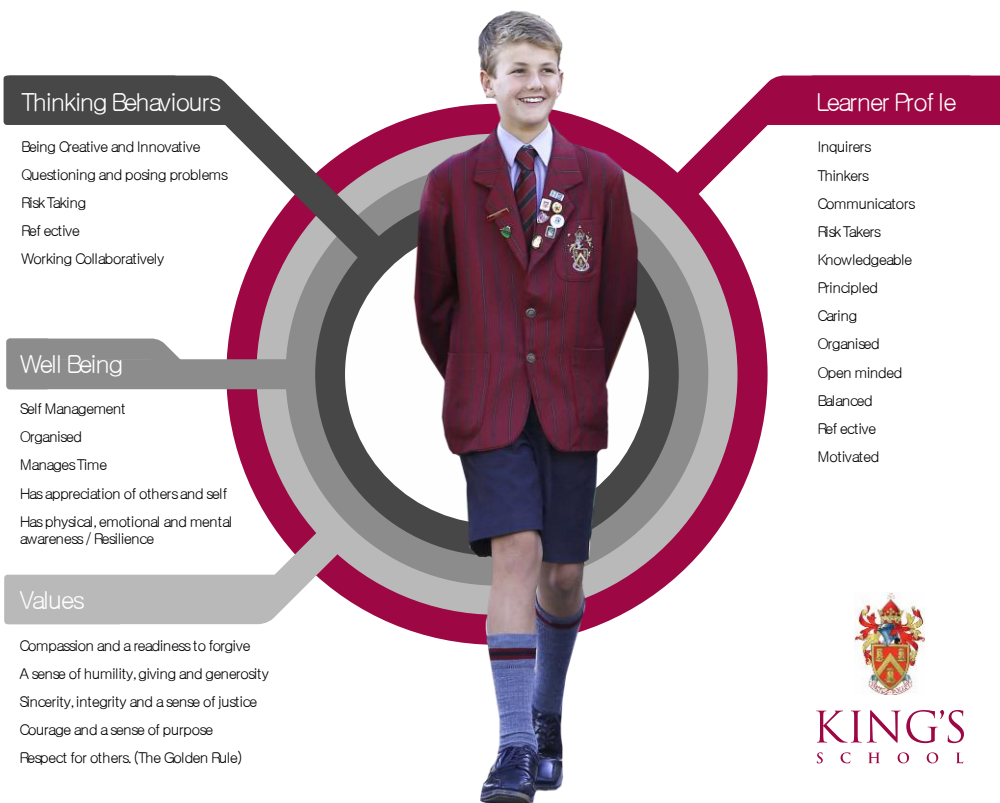 Thinking Behaviours
Being Creative and Innovative
Questioning and posing problems
Risk Taking
Ref ective
Working Collaboratively
Well Being
Self Management
Organised
Manages Time
Has appreciation of others and self
Has physical, emotional and mental
awareness / Resilience
Values
Compassion and a readiness to forgive
A sense of humility, giving and generosity
Sincerity, integrity and a sense of justice
Courage and a sense of purpose
Respect for others. (The Golden Rule)
Learner Prof le
Inquirers
Thinkers
Communicators
Risk Takers
Knowledgeable
Principled
Caring
Organised
Open minded
Balanced
Ref ective
Motivated
KING'S
SCHOOL